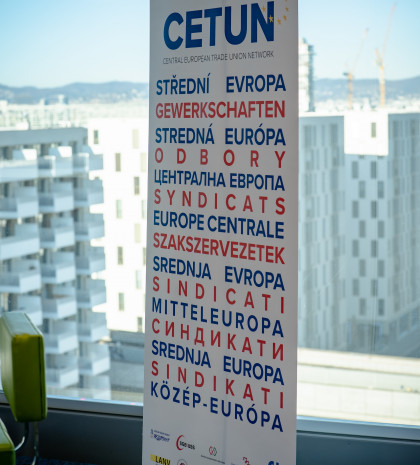 CETUN
CENTRAL EUROPEAN TRADE UNION NETWORK
STŘEDNÍ EVROPA
GEWERKSCHAFTEN
STREDNÁ EURÓPA
ODBORY
ЦЕНТРАЛНА ЕВРОПА
SYNDICATS
EUROPE CENTRALE
SZAKSZERVEZETEK
SREDNJA EVROPA
SINDICATI
MITTELEUROPA
СИНДИКАТИ
SREDNJA EUROPA
SINDIKATI
KÖZÉP-EURÓPA